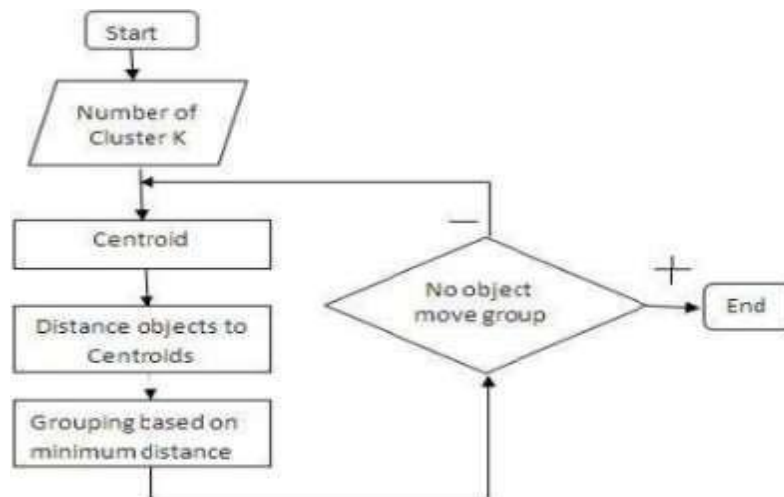 Start
Number of
Cluster K
Centroid
Distance objects to
Centroids
Grouping based on
minimum distance
—
No object
move group
+
End